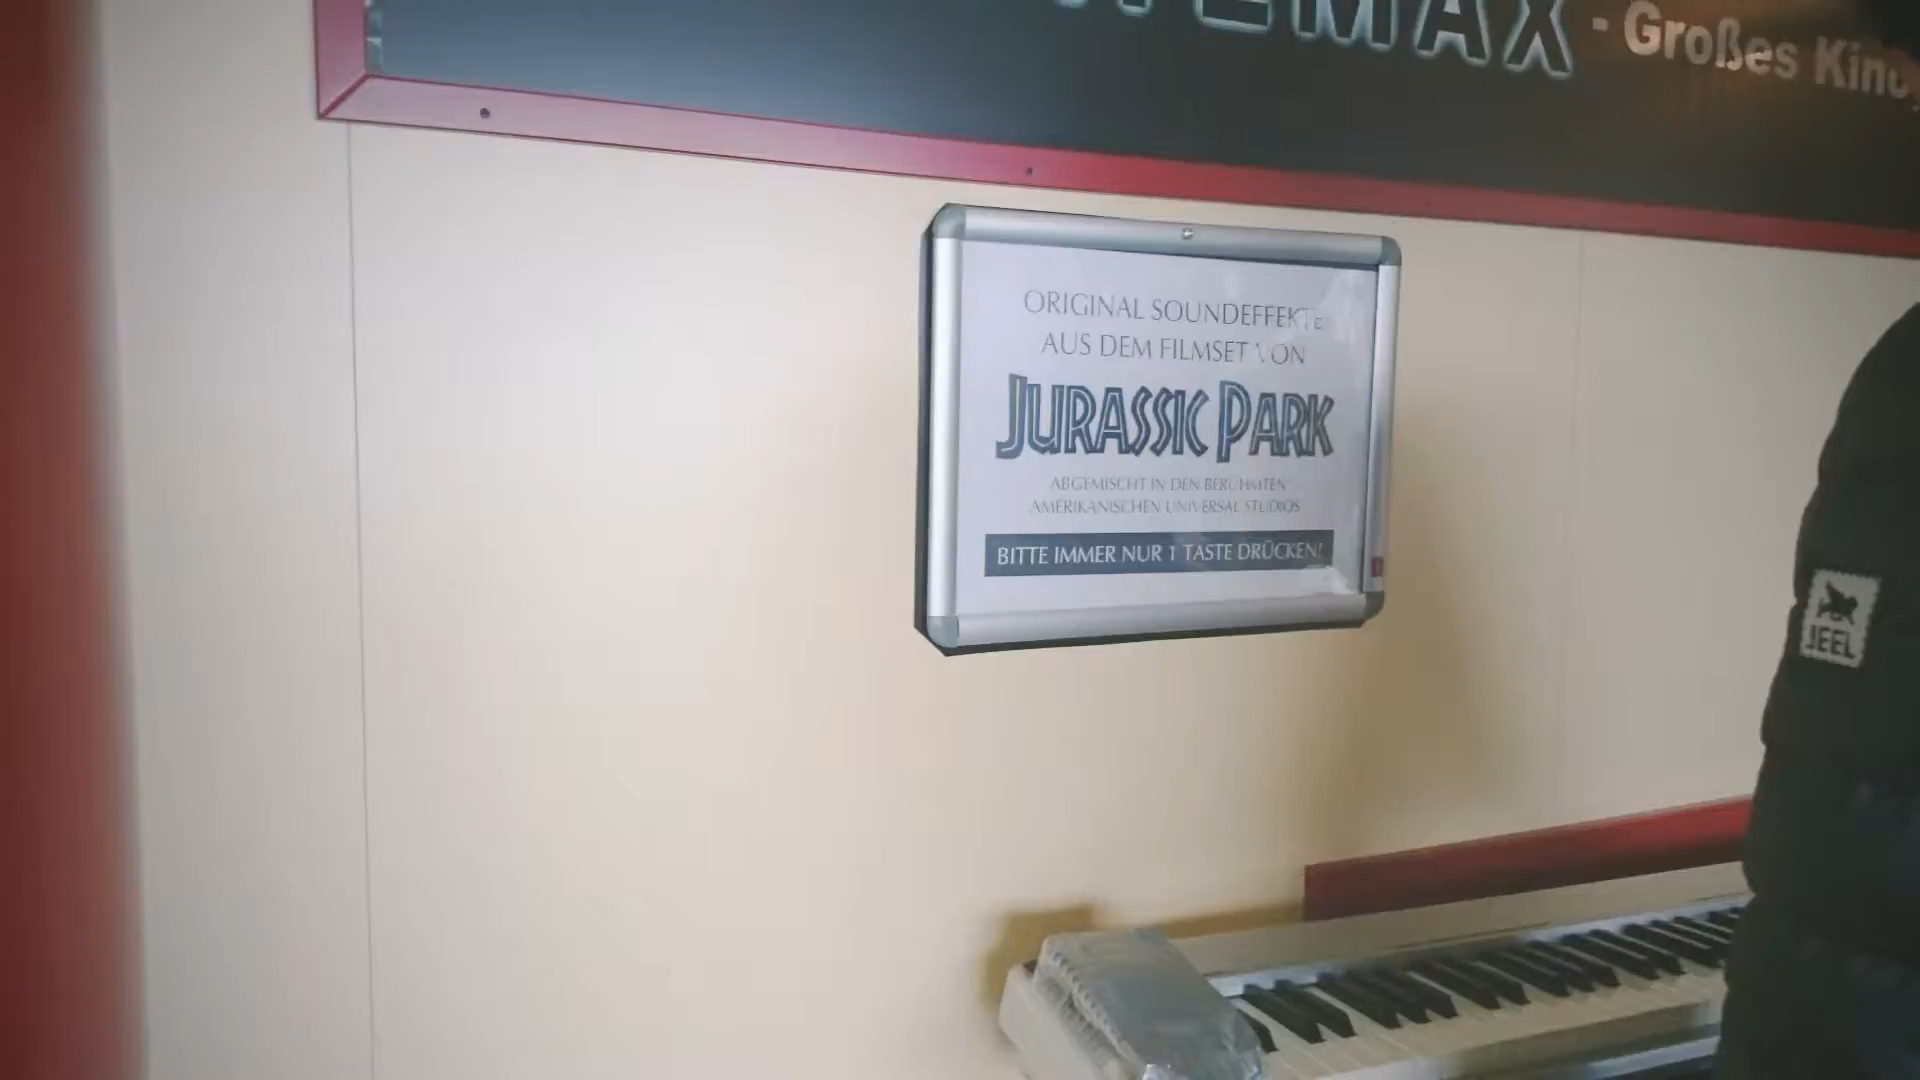 EMAX - Großes Kino
ORIGINAL SOUNDEFFEKTE
AUS DEM FILMSET VON
JURASSIC PARK
ABGEMISCHT IN DEN BERÜHMTEN
AMERIKANISCHEN UNIVERSAL STUDIOS
BITTE IMMER NUR 1 TASTE DRÜCKEN!
JEEL